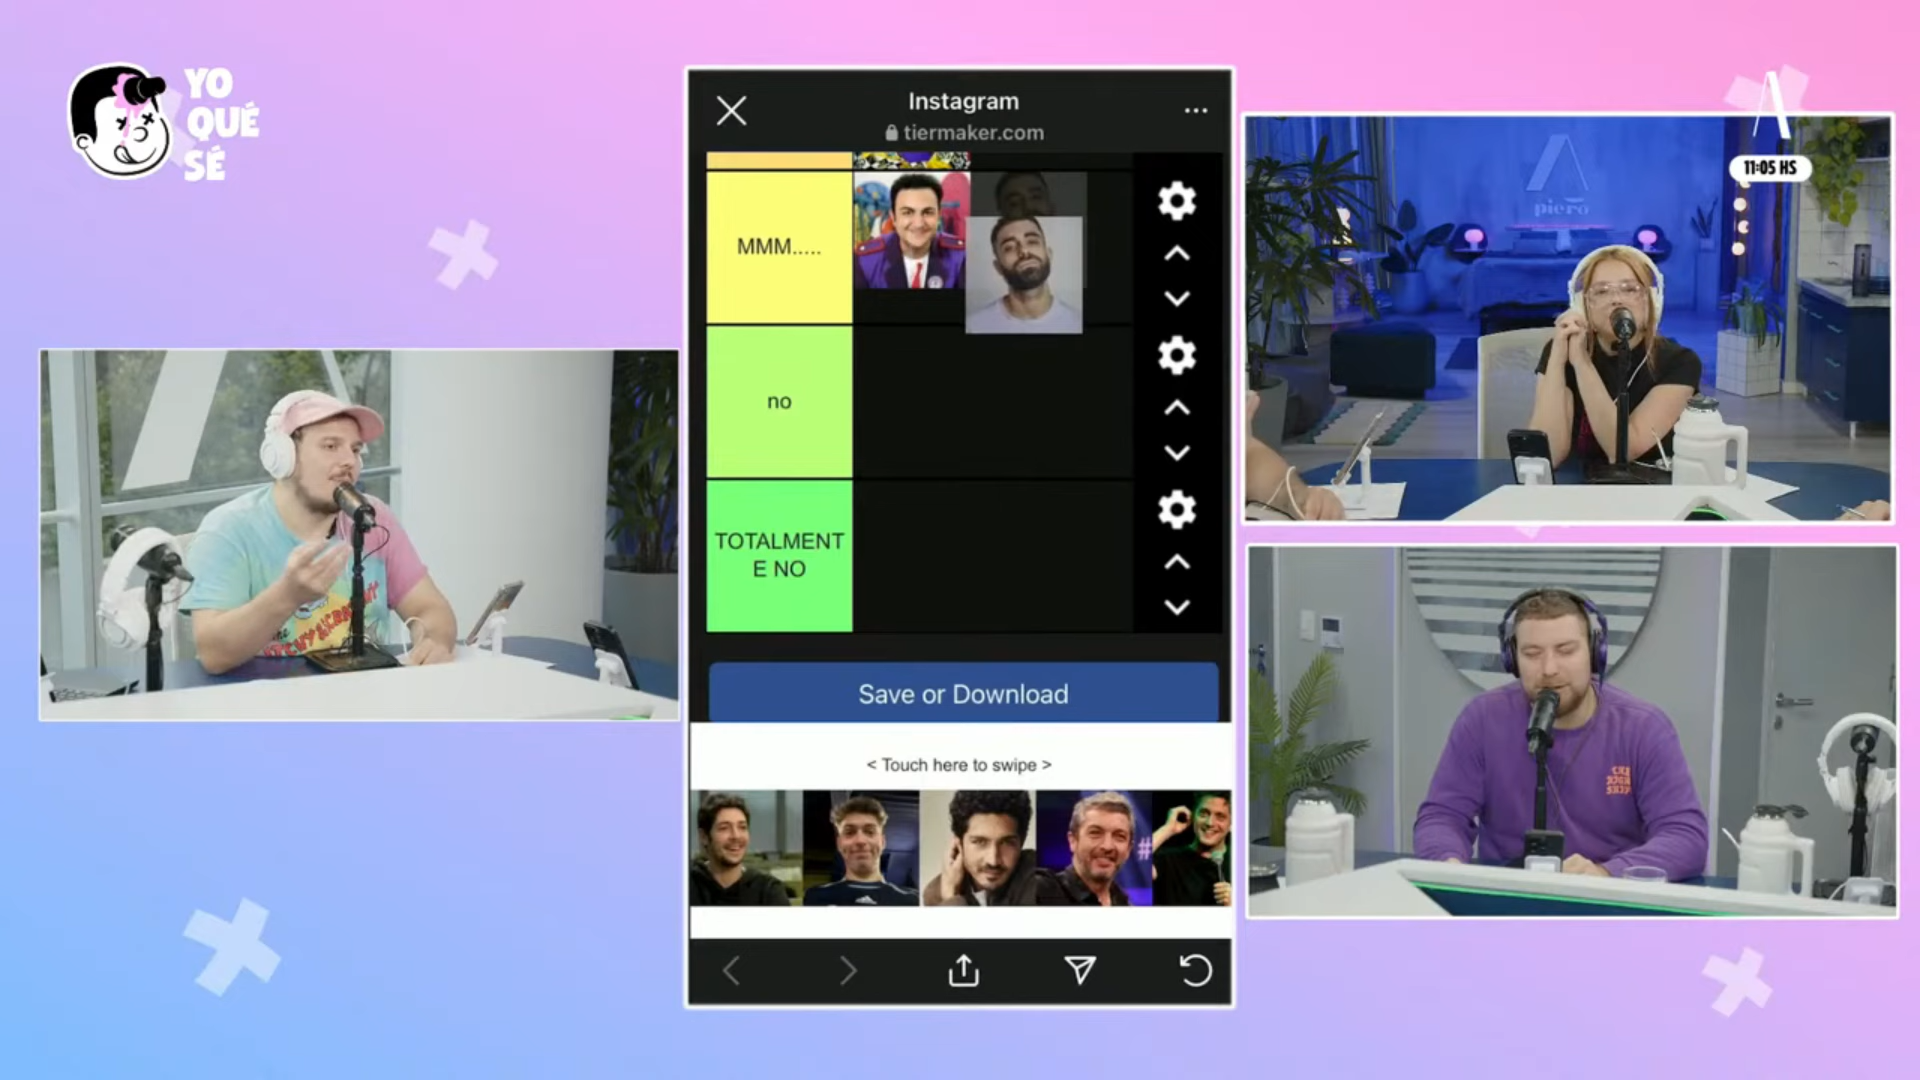 YO
QUÉ
SÉ
Instagram
tiermaker.com
MMM.....
no
TOTALMENT
E NO
Save or Download
< Touch here to swipe >
#
piero
11:05 HS